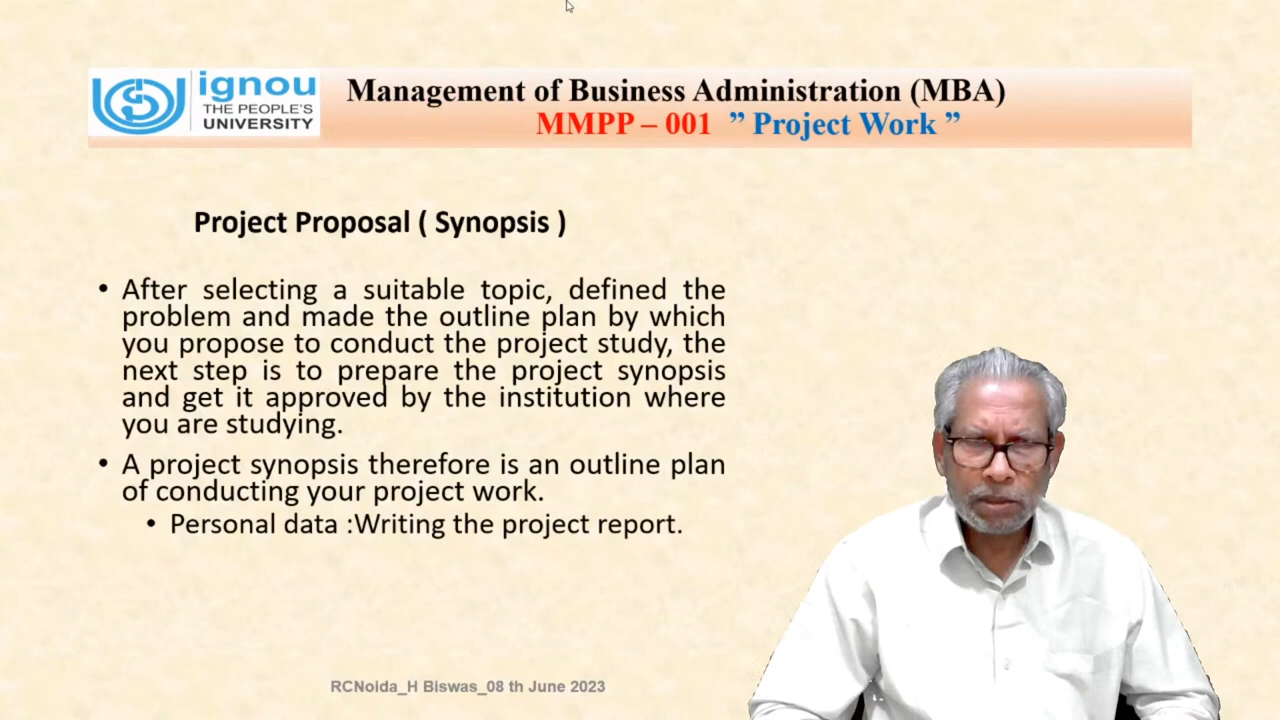 ignou
THE PEOPLE'S
UNIVERSITY
Management of Business Administration (MBA)
MMPP – 001 ” Project Work ”
Project Proposal ( Synopsis )
• After selecting a suitable topic, defined the
problem and made the outline plan by which
you propose to conduct the project study, the
next step is to prepare the project synopsis
and get it approved by the institution where
you are studying.
• A project synopsis therefore is an outline plan
of conducting your project work.
• Personal data :Writing the project report.
RCNoida_H Biswas_08 th June 2023